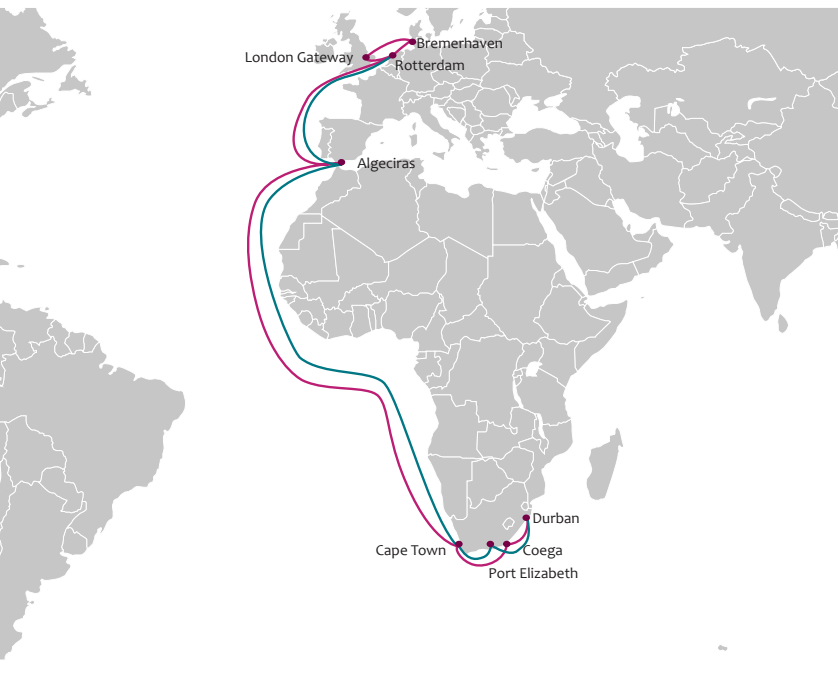 Bremerhaven
London Gateway
Rotterdam
Algeciras
Durban
Cape Town
Coega
Port Elizabeth